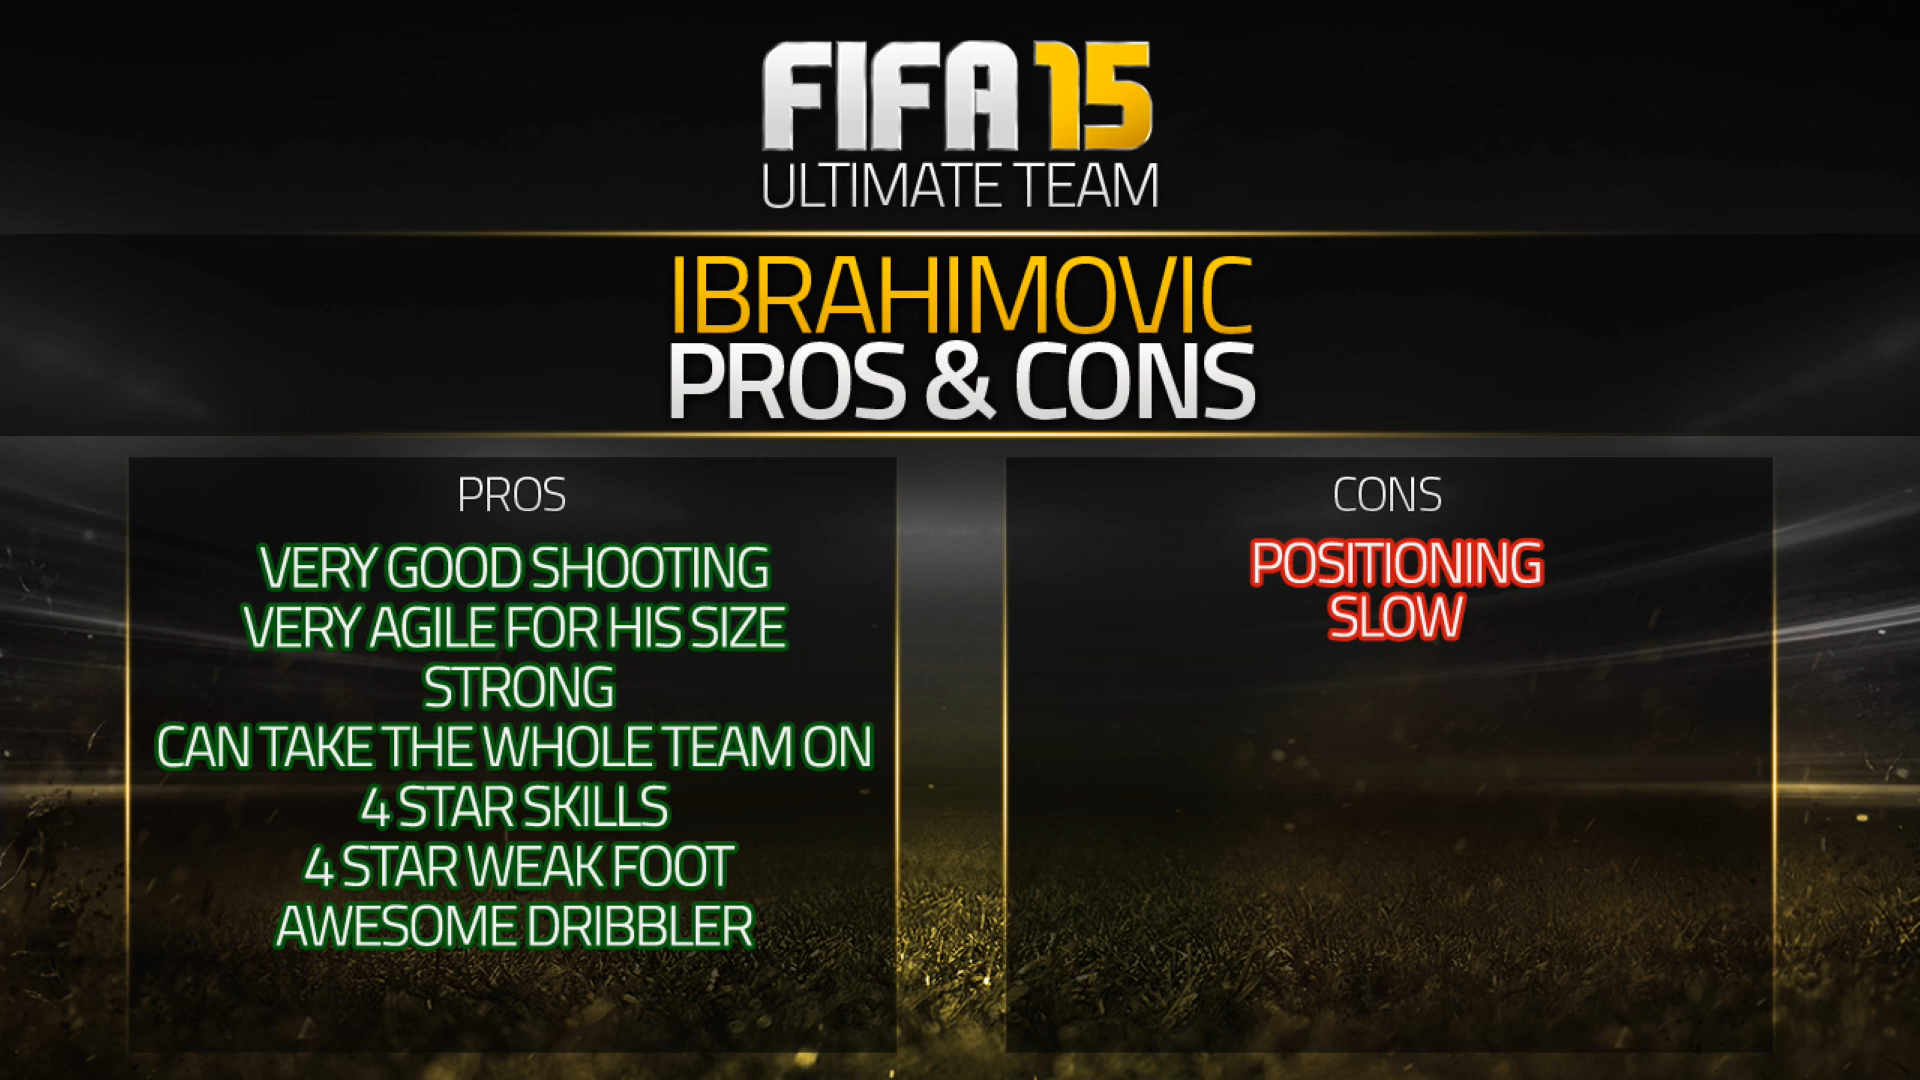 FIFA 15
ULTIMATE TEAM
IBRAHIMOVIC
PROS & CONS
PROS
VERY GOOD SHOOTING
VERY AGILE FOR HIS SIZE
STRONG
CAN TAKE THE WHOLE TEAM ON
4 STAR SKILLS
4 STAR WEAK FOOT
AWESOME DRIBBLER
CONS
POSITIONING
SLOW